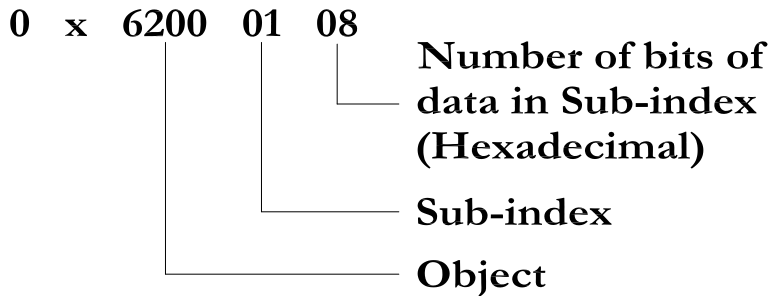 0 x 6200 01 08
Number of bits of
data in Sub-index
(Hexadecimal)
Sub-index
Object